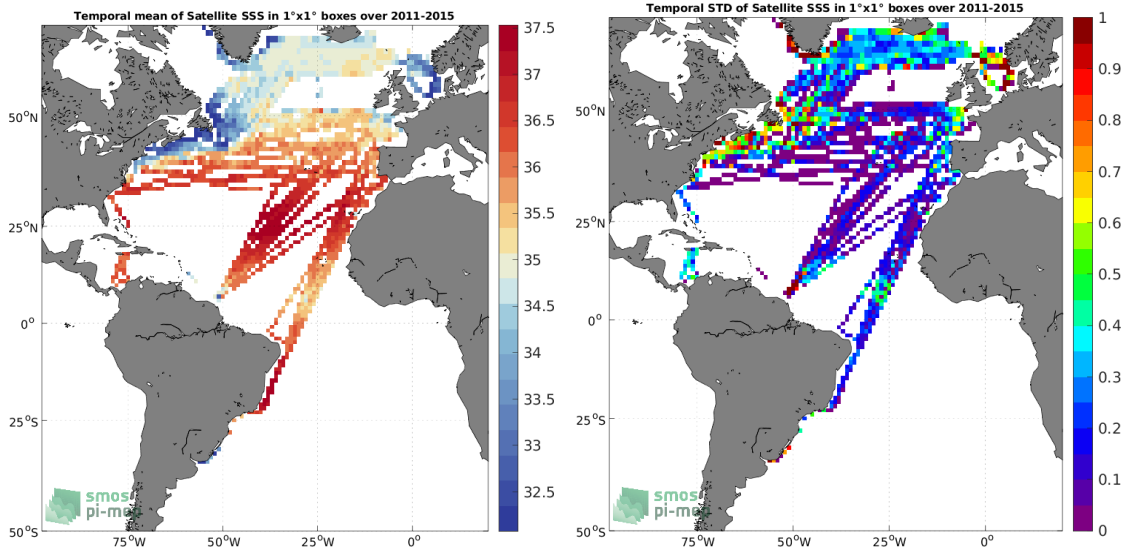 Temporal mean of Satellite SSS in 1°x1° boxes over 2011-2015
37.5
37
36.5
36
35.5
35
34.5
34
33.5
33
32.5
50°N
25°N
0°
25°S
50°S
75°W
50°W
25°W
0°
smos
pi-mep
Temporal STD of Satellite SSS in 1°x1° boxes over 2011-2015
1
0.9
0.8
0.7
0.6
0.5
0.4
0.3
0.2
0.1
0
50°N
25°N
0°
25°S
50°S
75°W
50°W
25°W
0°
smos
pi-mep